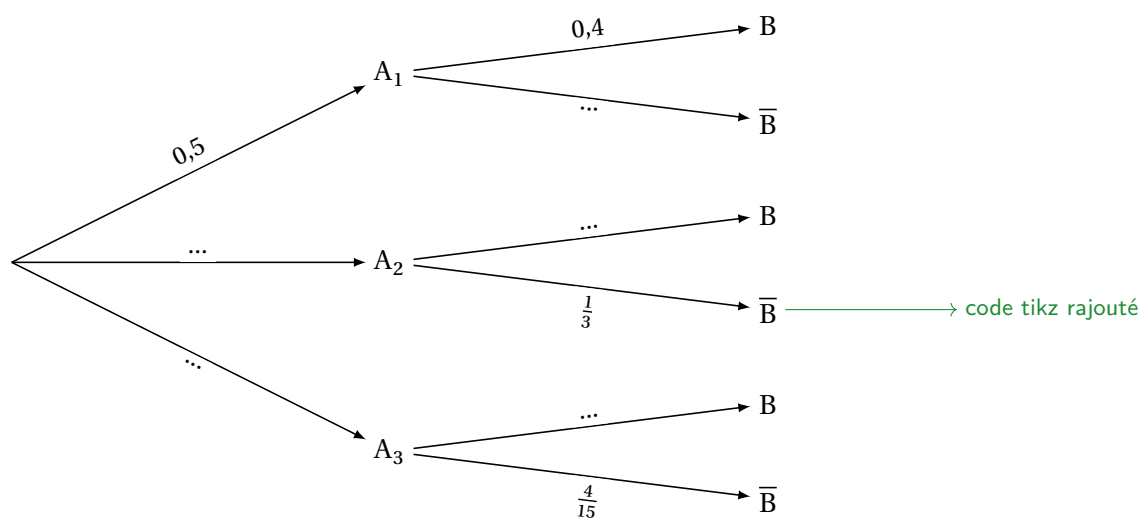 0,4
B
A₁
...
B̅
0,5
...
B
...
A₂
1/3
B̅
code tikz rajouté
...
...
B
A₃
4/15
B̅